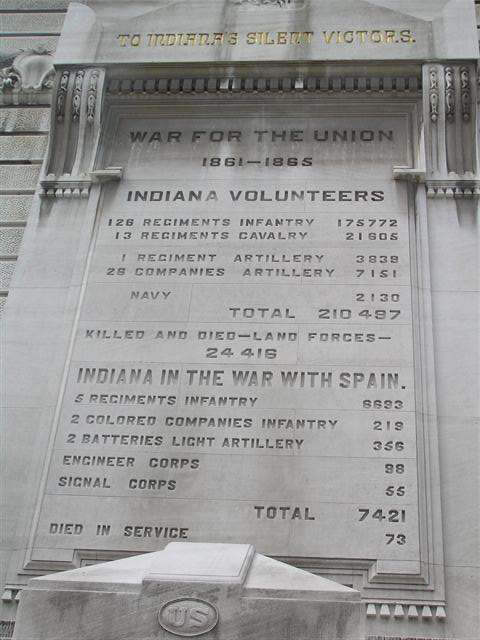 TO INDIANA'S SILENT VICTORS.
WAR FOR THE UNION
1861–1865
INDIANA VOLUNTEERS
126 REGIMENTS INFANTRY 175772
13 REGIMENTS CAVALRY 21605
1 REGIMENT ARTILLERY 3839
26 COMPANIES ARTILLERY 7151
NAVY 2130
TOTAL 210497
KILLED AND DIED—LAND FORCES—
24416
INDIANA IN THE WAR WITH SPAIN.
5 REGIMENTS INFANTRY 6693
2 COLORED COMPANIES INFANTRY 219
2 BATTERIES LIGHT ARTILLERY 356
ENGINEER CORPS 98
SIGNAL CORPS 55
TOTAL 7421
DIED IN SERVICE 73
US